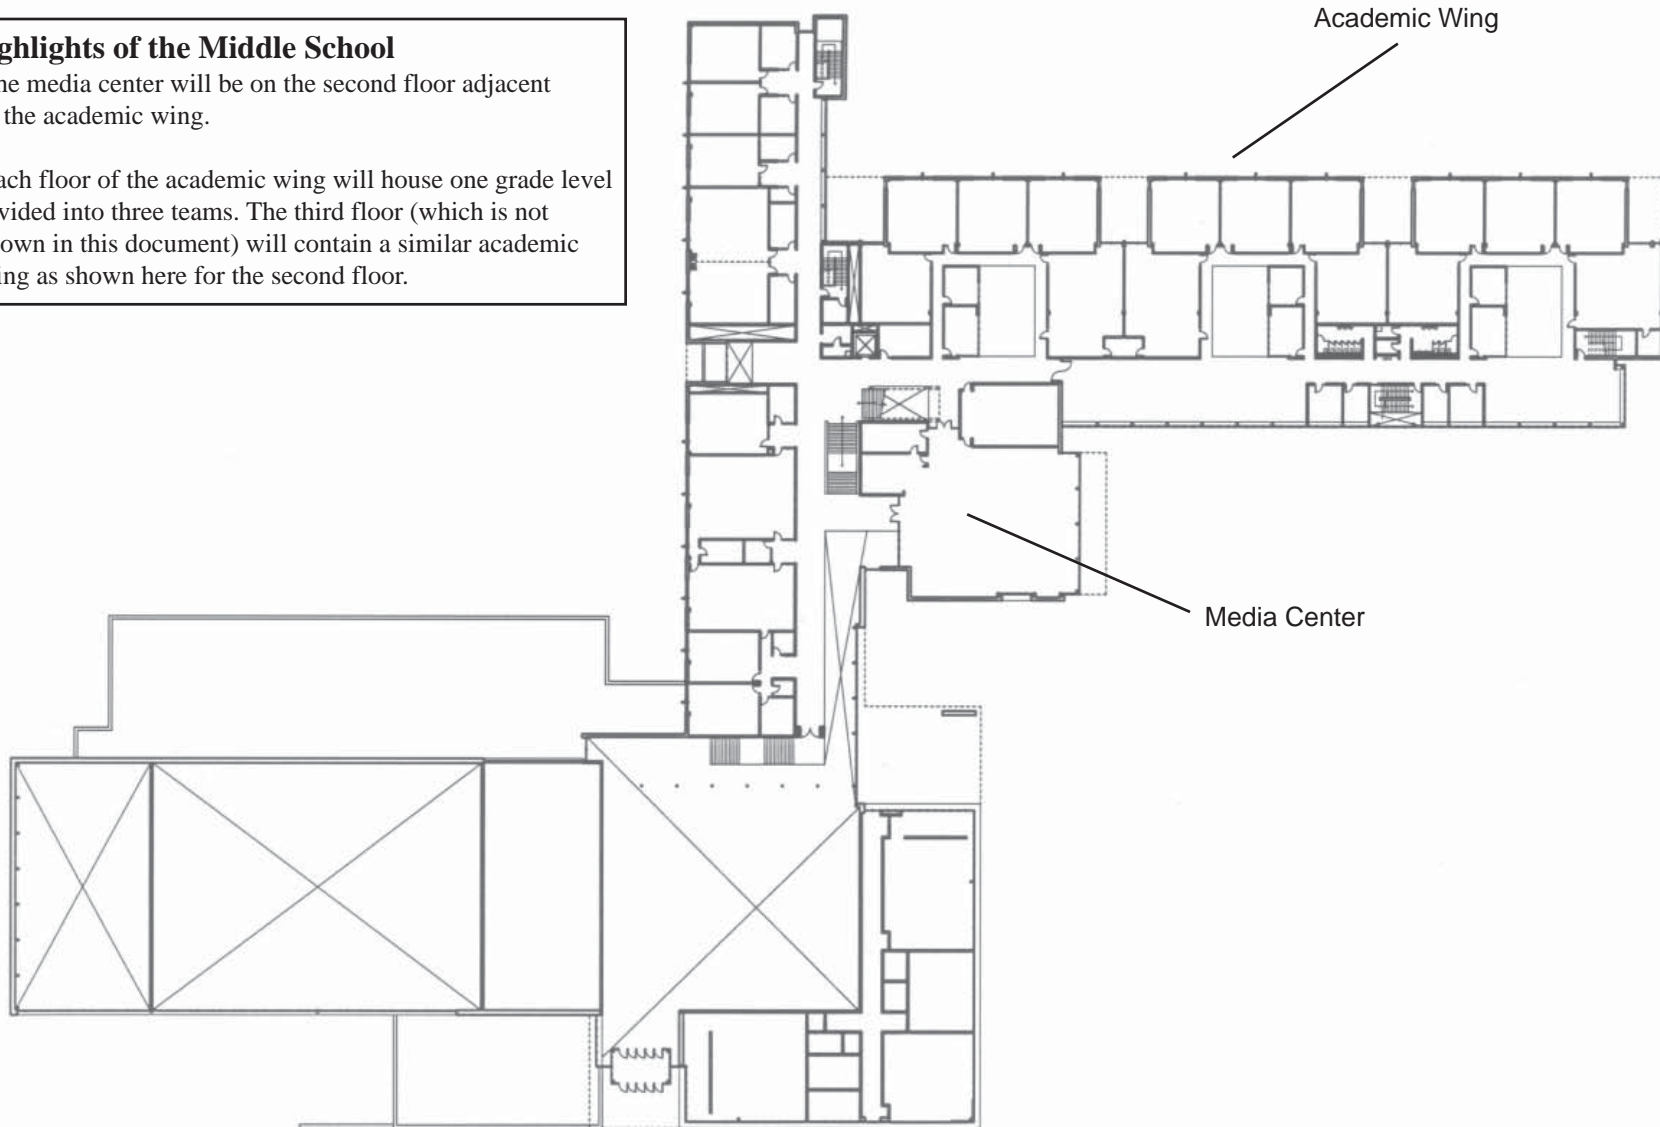 ghlights of the Middle School
he media center will be on the second floor adjacent
the academic wing.
ach floor of the academic wing will house one grade level
vided into three teams. The third floor (which is not
own in this document) will contain a similar academic
ing as shown here for the second floor.
Academic Wing
Media Center